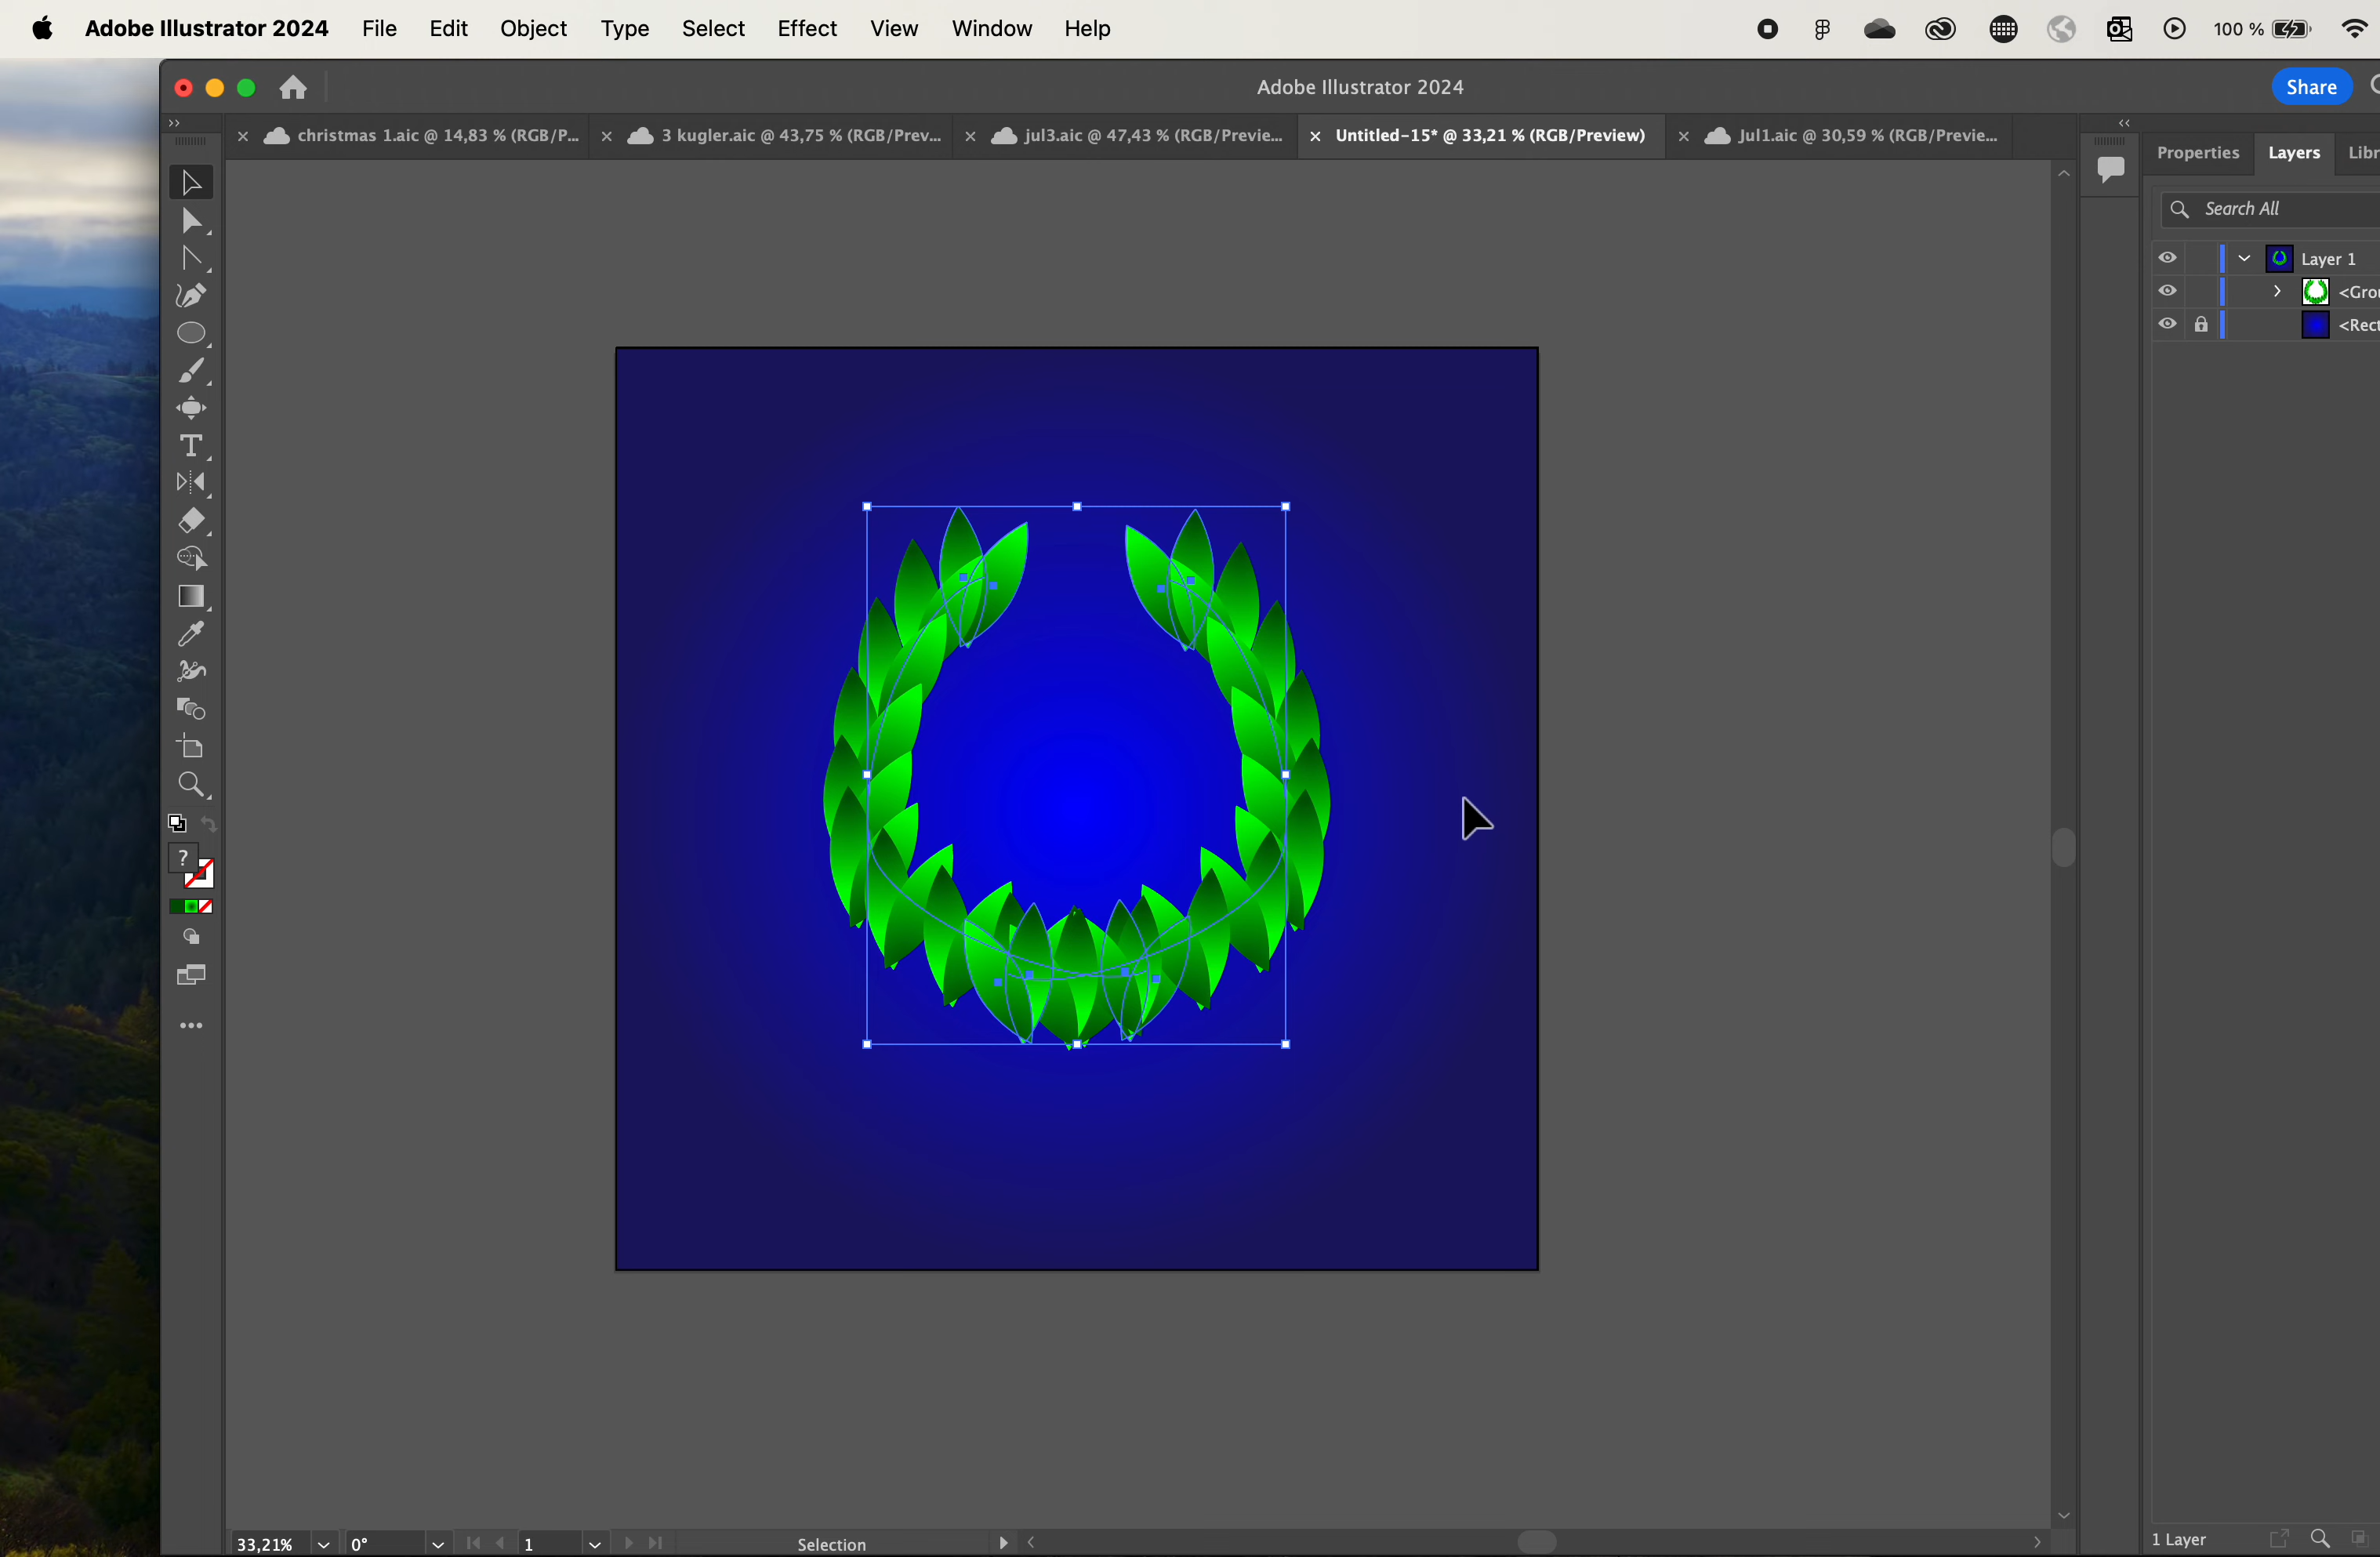 Adobe Illustrator 2024 File Edit Object Type Select Effect View Window Help 100 %
Adobe Illustrator 2024 Share
christmas 1.aic @ 14,83 % (RGB/P... 3 kugler.aic @ 43,75 % (RGB/Prev... jul3.aic @ 47,43 % (RGB/Previe... Untitled-15* @ 33,21 % (RGB/Preview) Jul1.aic @ 30,59 % (RGB/Previe...
Properties Layers Libr
Search All
Layer 1
<Grou
<Rect
?
33,21% 0° 1 Selection
1 Layer